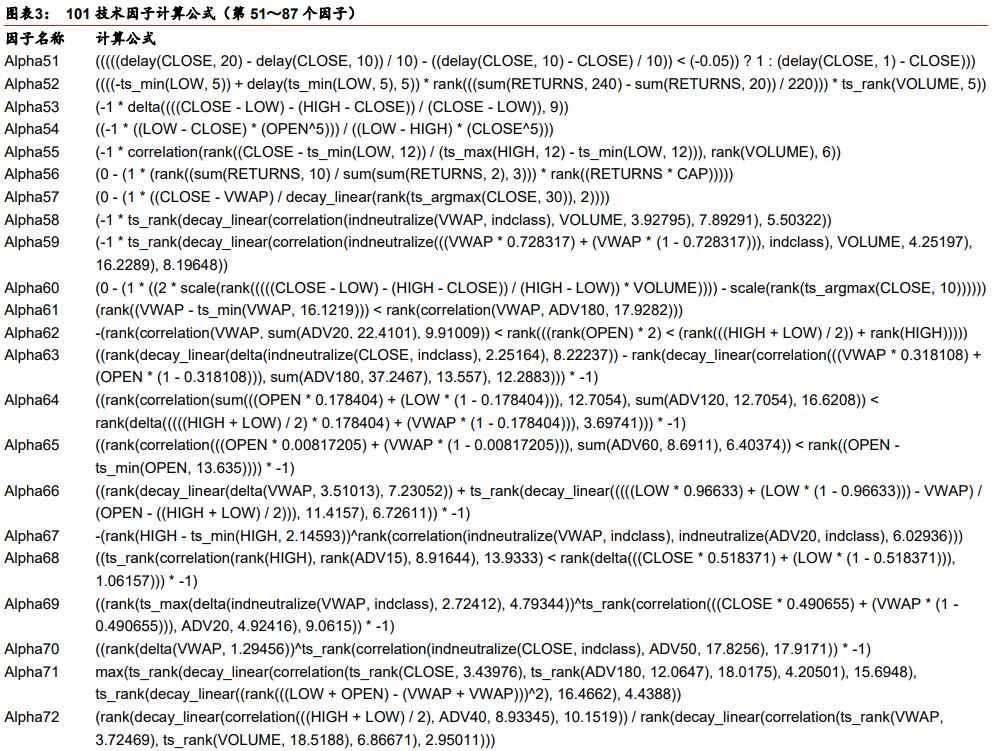 图表3： 101 技术因子计算公式（第 51～87 个因子）
因子名称 计算公式
Alpha51 (((((delay(CLOSE, 20) - delay(CLOSE, 10)) / 10) - ((delay(CLOSE, 10) - CLOSE) / 10)) < (-0.05)) ? 1 : (delay(CLOSE, 1) - CLOSE)))
Alpha52 ((((-ts_min(LOW, 5)) + delay(ts_min(LOW, 5), 5)) * rank(((sum(RETURNS, 240) - sum(RETURNS, 20)) / 220))) * ts_rank(VOLUME, 5))
Alpha53 (-1 * delta((((CLOSE - LOW) - (HIGH - CLOSE)) / (CLOSE - LOW)), 9))
Alpha54 ((-1 * ((LOW - CLOSE) * (OPEN^5))) / ((LOW - HIGH) * (CLOSE^5)))
Alpha55 (-1 * correlation(rank((CLOSE - ts_min(LOW, 12)) / (ts_max(HIGH, 12) - ts_min(LOW, 12))), rank(VOLUME), 6))
Alpha56 (0 - (1 * (rank((sum(RETURNS, 10) / sum(sum(RETURNS, 2), 3))) * rank((RETURNS * CAP)))))
Alpha57 (0 - (1 * ((CLOSE - VWAP) / decay_linear(rank(ts_argmax(CLOSE, 30)), 2))))
Alpha58 (-1 * ts_rank(decay_linear(correlation(indneutralize(VWAP, indclass), VOLUME, 3.92795), 7.89291), 5.50322))
Alpha59 (-1 * ts_rank(decay_linear(correlation(indneutralize(((VWAP * 0.728317) + (VWAP * (1 - 0.728317))), indclass), VOLUME, 4.25197),
16.2289), 8.19648))
Alpha60 (0 - (1 * ((2 * scale(rank(((((CLOSE - LOW) - (HIGH - CLOSE)) / (HIGH - LOW)) * VOLUME)))) - scale(rank(ts_argmax(CLOSE, 10))))))
Alpha61 (rank((VWAP - ts_min(VWAP, 16.1219))) < rank(correlation(VWAP, ADV180, 17.9282)))
Alpha62 -(rank(correlation(VWAP, sum(ADV20, 22.4101), 9.91009)) < rank(((rank(OPEN) * 2) < (rank(((HIGH + LOW) / 2)) + rank(HIGH)))))
Alpha63 ((rank(decay_linear(delta(indneutralize(CLOSE, indclass), 2.25164), 8.22237)) - rank(decay_linear(correlation(((VWAP * 0.318108) +
(OPEN * (1 - 0.318108))), sum(ADV180, 37.2467), 13.557), 12.2883))) * -1)
Alpha64 ((rank(correlation(sum(((OPEN * 0.178404) + (LOW * (1 - 0.178404))), 12.7054), sum(ADV120, 12.7054), 16.6208)) <
rank(delta(((((HIGH + LOW) / 2) * 0.178404) + (VWAP * (1 - 0.178404))), 3.69741))) * -1)
Alpha65 ((rank(correlation(((OPEN * 0.00817205) + (VWAP * (1 - 0.00817205))), sum(ADV60, 8.6911), 6.40374)) < rank((OPEN -
ts_min(OPEN, 13.635)))) * -1)
Alpha66 ((rank(decay_linear(delta(VWAP, 3.51013), 7.23052)) + ts_rank(decay_linear(((((LOW * 0.96633) + (LOW * (1 - 0.96633))) - VWAP) /
(OPEN - ((HIGH + LOW) / 2))), 11.4157), 6.72611)) * -1)
Alpha67 -(rank(HIGH - ts_min(HIGH, 2.14593))^rank(correlation(indneutralize(VWAP, indclass), indneutralize(ADV20, indclass), 6.02936)))
Alpha68 ((ts_rank(correlation(rank(HIGH), rank(ADV15), 8.91644), 13.9333) < rank(delta(((CLOSE * 0.518371) + (LOW * (1 - 0.518371))),
1.06157))) * -1)
Alpha69 ((rank(ts_max(delta(indneutralize(VWAP, indclass), 2.72412), 4.79344))^ts_rank(correlation(((CLOSE * 0.490655) + (VWAP * (1 -
0.490655))), ADV20, 4.92416), 9.0615)) * -1)
Alpha70 ((rank(delta(VWAP, 1.29456))^ts_rank(correlation(indneutralize(CLOSE, indclass), ADV50, 17.8256), 17.9171)) * -1)
Alpha71 max(ts_rank(decay_linear(correlation(ts_rank(CLOSE, 3.43976), ts_rank(ADV180, 12.0647), 18.0175), 4.20501), 15.6948),
ts_rank(decay_linear((rank(((LOW + OPEN) - (VWAP + VWAP)))^2), 16.4662), 4.4388))
Alpha72 (rank(decay_linear(correlation(((HIGH + LOW) / 2), ADV40, 8.93345), 10.1519)) / rank(decay_linear(correlation(ts_rank(VWAP,
3.72469), ts_rank(VOLUME, 18.5188), 6.86671), 2.95011)))